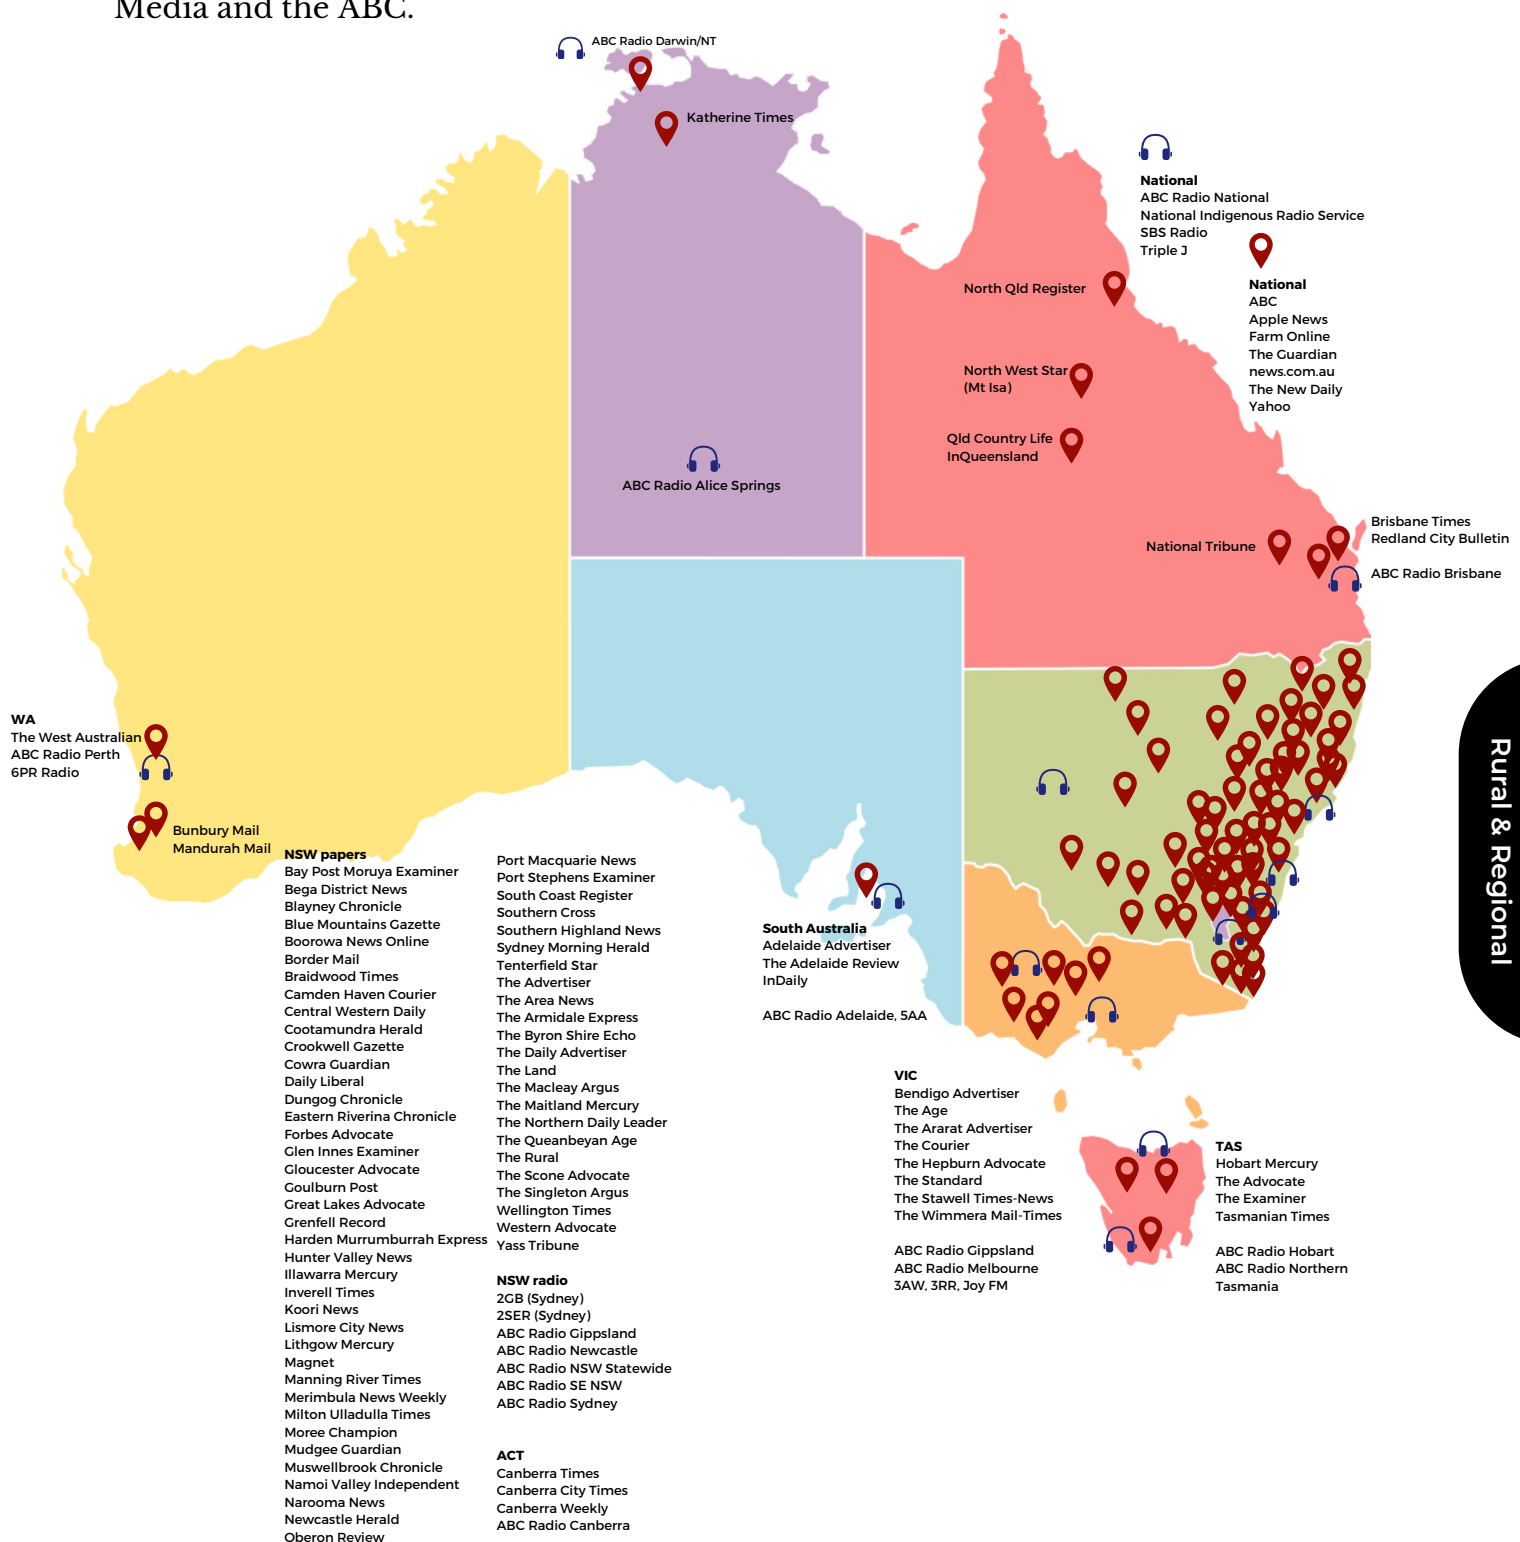 Media and the ABC.
ABC Radio Darwin/NT
Katherine Times
National
ABC Radio National
National Indigenous Radio Service
SBS Radio
Triple J
National
ABC
Apple News
Farm Online
The Guardian
news.com.au
The New Daily
Yahoo
North Qld Register
North West Star
(Mt Isa)
Qld Country Life
InQueensland
ABC Radio Alice Springs
Brisbane Times
Redland City Bulletin
National Tribune
ABC Radio Brisbane
Rural & Regional
WA
The West Australian
ABC Radio Perth
6PR Radio
Bunbury Mail
Mandurah Mail
NSW papers
Bay Post Moruya Examiner
Bega District News
Blayney Chronicle
Blue Mountains Gazette
Boorowa News Online
Border Mail
Braidwood Times
Camden Haven Courier
Central Western Daily
Cootamundra Herald
Crookwell Gazette
Cowra Guardian
Daily Liberal
Dungog Chronicle
Eastern Riverina Chronicle
Forbes Advocate
Glen Innes Examiner
Gloucester Advocate
Goulburn Post
Great Lakes Advocate
Grenfell Record
Harden Murrumburrah Express
Hunter Valley News
Illawarra Mercury
Inverell Times
Koori News
Lismore City News
Lithgow Mercury
Magnet
Manning River Times
Merimbula News Weekly
Milton Ulladulla Times
Moree Champion
Mudgee Guardian
Muswellbrook Chronicle
Namoi Valley Independent
Narooma News
Newcastle Herald
Oberon Review
Port Macquarie News
Port Stephens Examiner
South Coast Register
Southern Cross
Southern Highland News
Sydney Morning Herald
Tenterfield Star
The Advertiser
The Area News
The Armidale Express
The Byron Shire Echo
The Daily Advertiser
The Land
The Macleay Argus
The Maitland Mercury
The Northern Daily Leader
The Queanbeyan Age
The Rural
The Scone Advocate
The Singleton Argus
Wellington Times
Western Advocate
Yass Tribune
NSW radio
2GB (Sydney)
2SER (Sydney)
ABC Radio Gippsland
ABC Radio Newcastle
ABC Radio NSW Statewide
ABC Radio SE NSW
ABC Radio Sydney
ACT
Canberra Times
Canberra City Times
Canberra Weekly
ABC Radio Canberra
South Australia
Adelaide Advertiser
The Adelaide Review
InDaily
ABC Radio Adelaide, 5AA
VIC
Bendigo Advertiser
The Age
The Ararat Advertiser
The Courier
The Hepburn Advocate
The Standard
The Stawell Times-News
The Wimmera Mail-Times
ABC Radio Gippsland
ABC Radio Melbourne
3AW, 3RR, Joy FM
TAS
Hobart Mercury
The Advocate
The Examiner
Tasmanian Times
ABC Radio Hobart
ABC Radio Northern
Tasmania